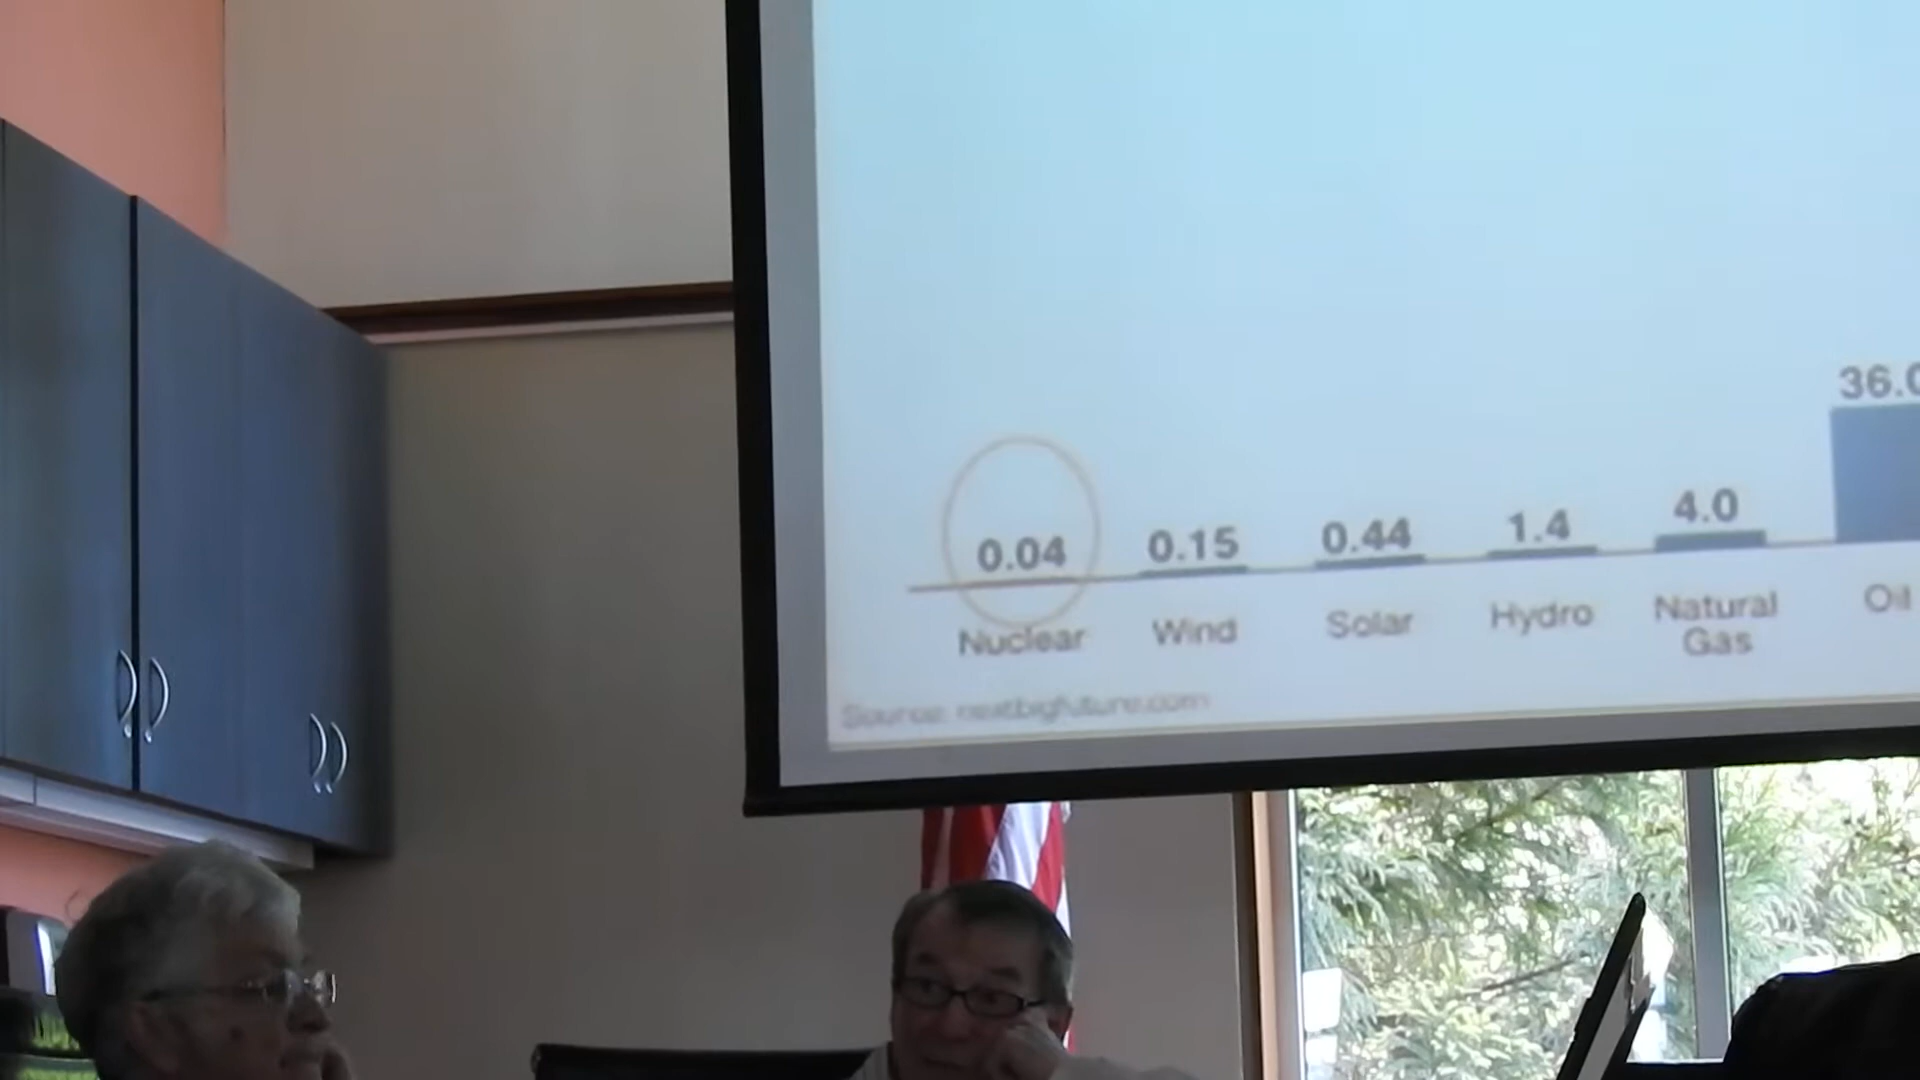 36.0
0.04 0.15 0.44 1.4 4.0
Nuclear Wind Solar Hydro Natural Gas Oil
Source: nextbigfuture.com